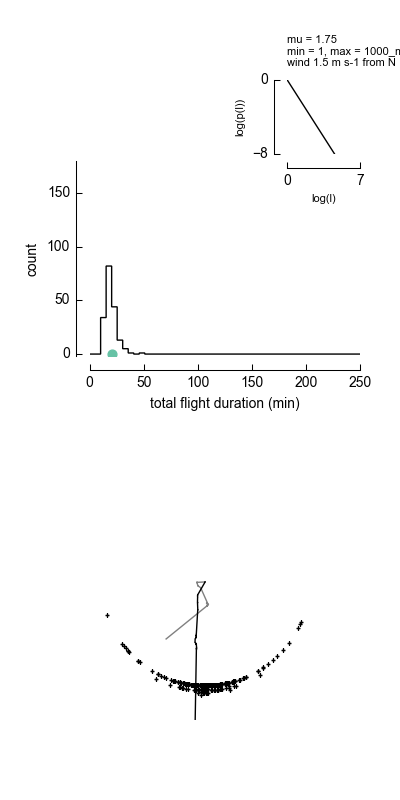 mu = 1.75
min = 1, max = 1000_m
wind 1.5 m s-1 from N
0
log(p(l))
−8
0
7
log(l)
150
100
50
0
count
0
50
100
150
200
250
total flight duration (min)